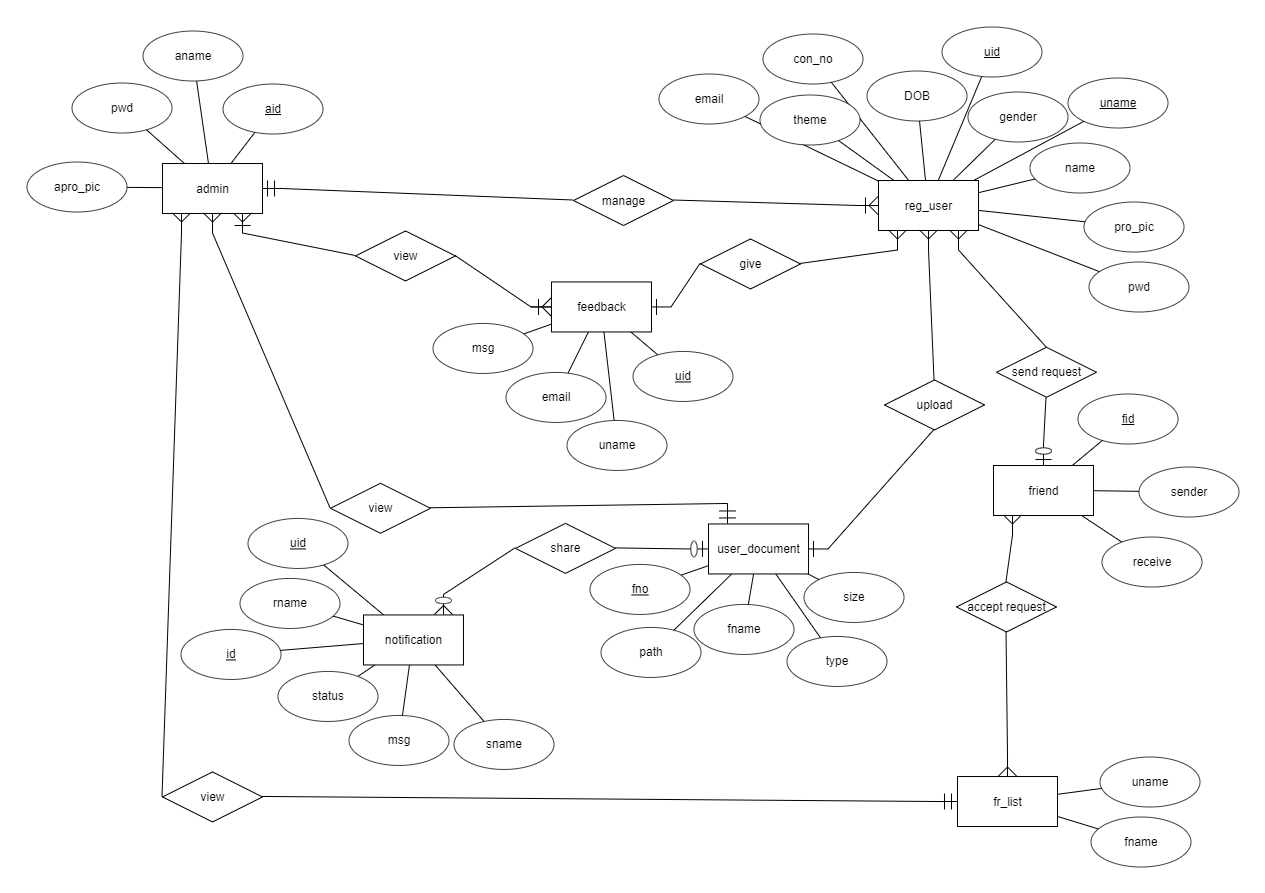 aname
pwd
aid
apro_pic
admin
manage
con_no
uid
email
theme
DOB
gender
uname
name
reg_user
pro_pic
pwd
view
give
feedback
msg
email
uid
uname
send request
upload
fid
friend
sender
receive
view
share
user_document
uid
rname
id
notification
status
msg
sname
fno
path
fname
size
type
accept request
view
fr_list
uname
fname